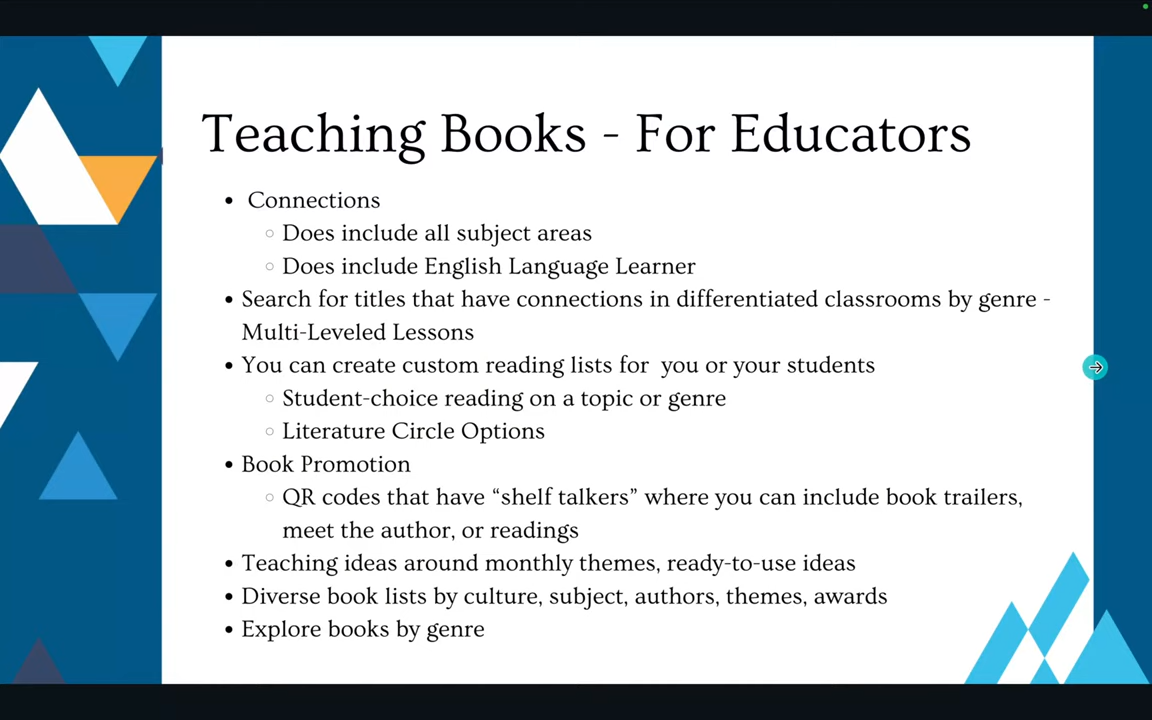 Teaching Books - For Educators
• Connections
◦ Does include all subject areas
◦ Does include English Language Learner
• Search for titles that have connections in differentiated classrooms by genre -
Multi-Leveled Lessons
• You can create custom reading lists for  you or your students
◦ Student-choice reading on a topic or genre
◦ Literature Circle Options
• Book Promotion
◦ QR codes that have “shelf talkers” where you can include book trailers,
meet the author, or readings
• Teaching ideas around monthly themes, ready-to-use ideas
• Diverse book lists by culture, subject, authors, themes, awards
• Explore books by genre